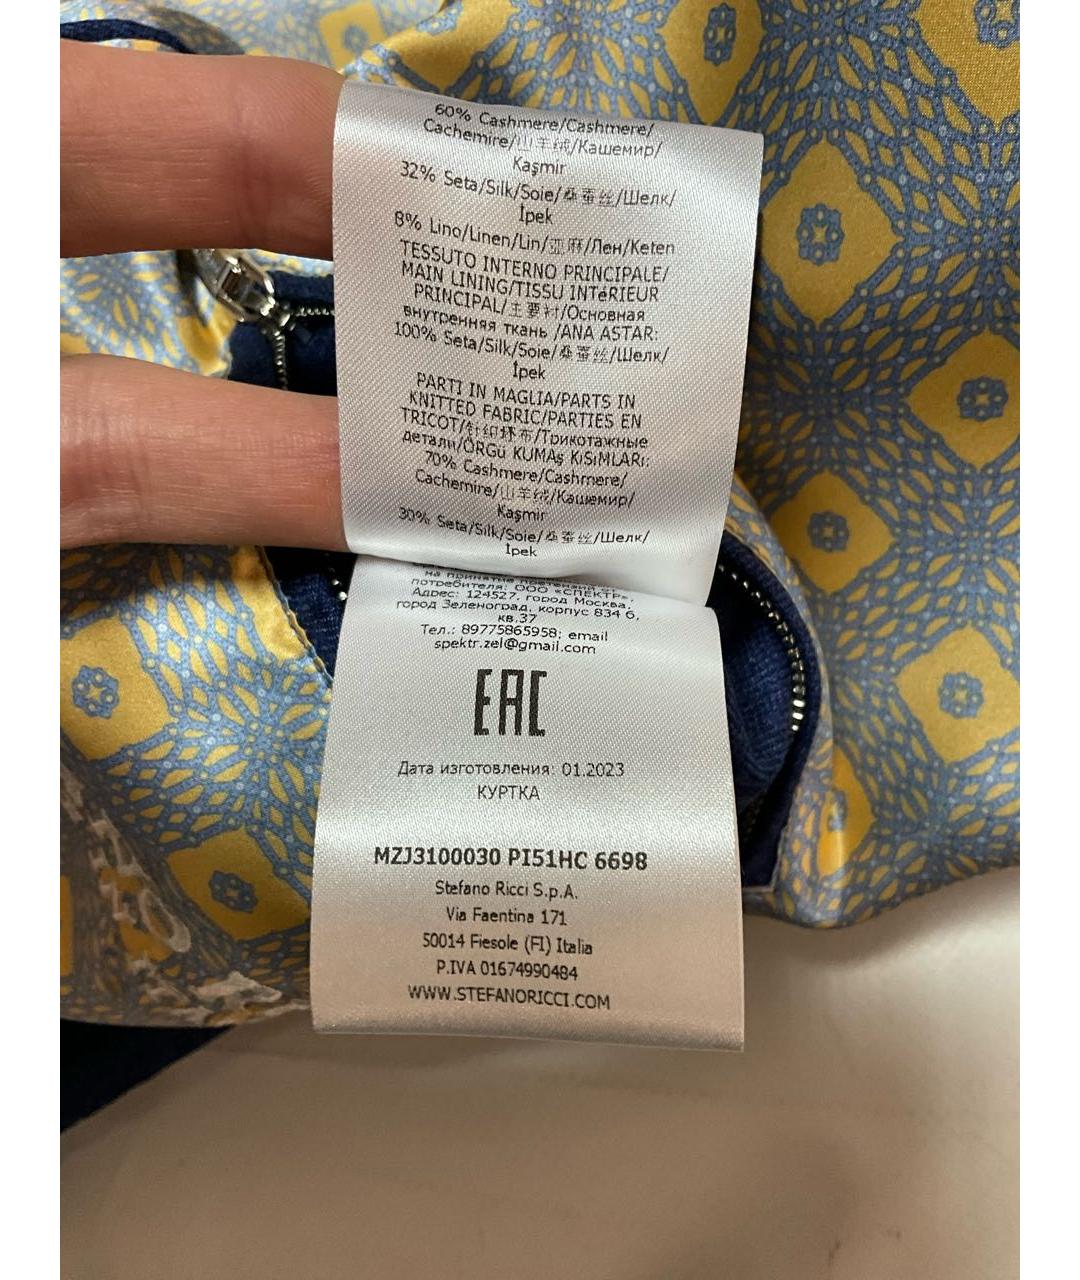 60% Cashmere/Cashmere/
Cachemire/山羊绒/Кашемир/
Kaşmir
32% Seta/Silk/Soie/桑蚕丝/Шелк/
İpek
8% Lino/Linen/Lin/亚麻/Лен/Keten
TESSUTO INTERNO PRINCIPALE/
MAIN LINING/TISSU INTéRIEUR
PRINCIPAL/主要衬/Основная
внутренняя ткань /ANA ASTAR:
100% Seta/Silk/Soie/桑蚕丝/Шелк/
İpek
PARTI IN MAGLIA/PARTS IN
KNITTED FABRIC/PARTIES EN
TRICOT/针织坯布/Трикотажные
детали/ÖRGü KUMAş KıSıMLARı:
70% Cashmere/Cashmere/
Cachemire/山羊绒/Кашемир/
Kaşmir
30% Seta/Silk/Soie/桑蚕丝/Шелк/
İpek
на принятие претензий от
потребителя: ООО «СПЕКТР»,
Адрес: 124527, город Москва,
город Зеленоград, корпус 834 б,
кв.37
Тел.: 89775865958; email
spektr.zel@gmail.com
EAC
Дата изготовления: 01.2023
КУРТКА
MZJ3100030 PI51HC 6698
Stefano Ricci S.p.A.
Via Faentina 171
50014 Fiesole (FI) Italia
P.IVA 01674990484
WWW.STEFANORICCI.COM